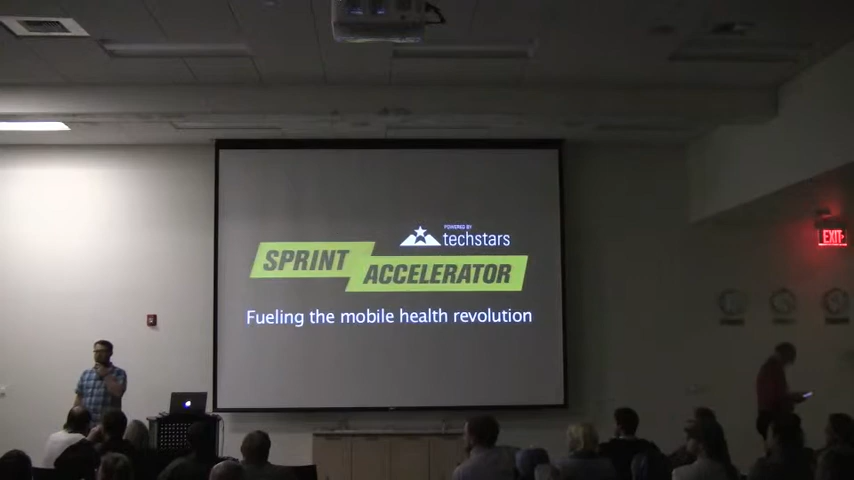 POWERED BY
techstars
SPRINT
ACCELERATOR
Fueling the mobile health revolution
EXIT